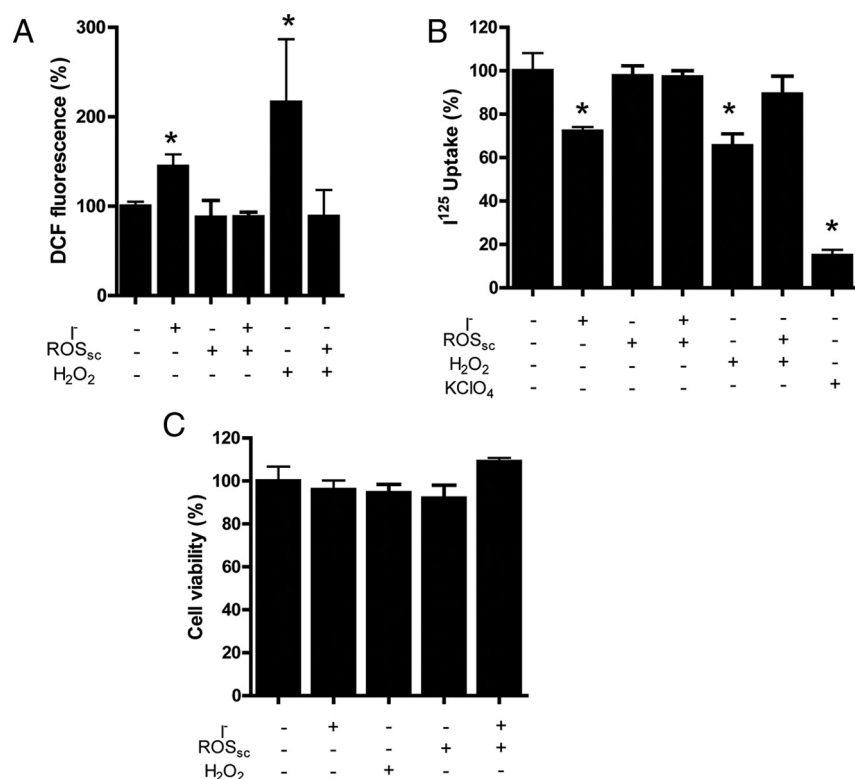 A
DCF fluorescence (%)
300
*
200
*
100
0
I- - + - + - -
ROSsc - - + + - +
H2O2 - - - - + +
B
I125 Uptake (%)
120
100
80
*
*
60
40
20
*
0
I- - + - + - - -
ROSsc - - + + - + -
H2O2 - - - - + + -
KClO4 - - - - - - +
C
Cell viability (%)
120
100
80
60
40
20
0
I- - + - - +
ROSsc - - - + +
H2O2 - - + - -